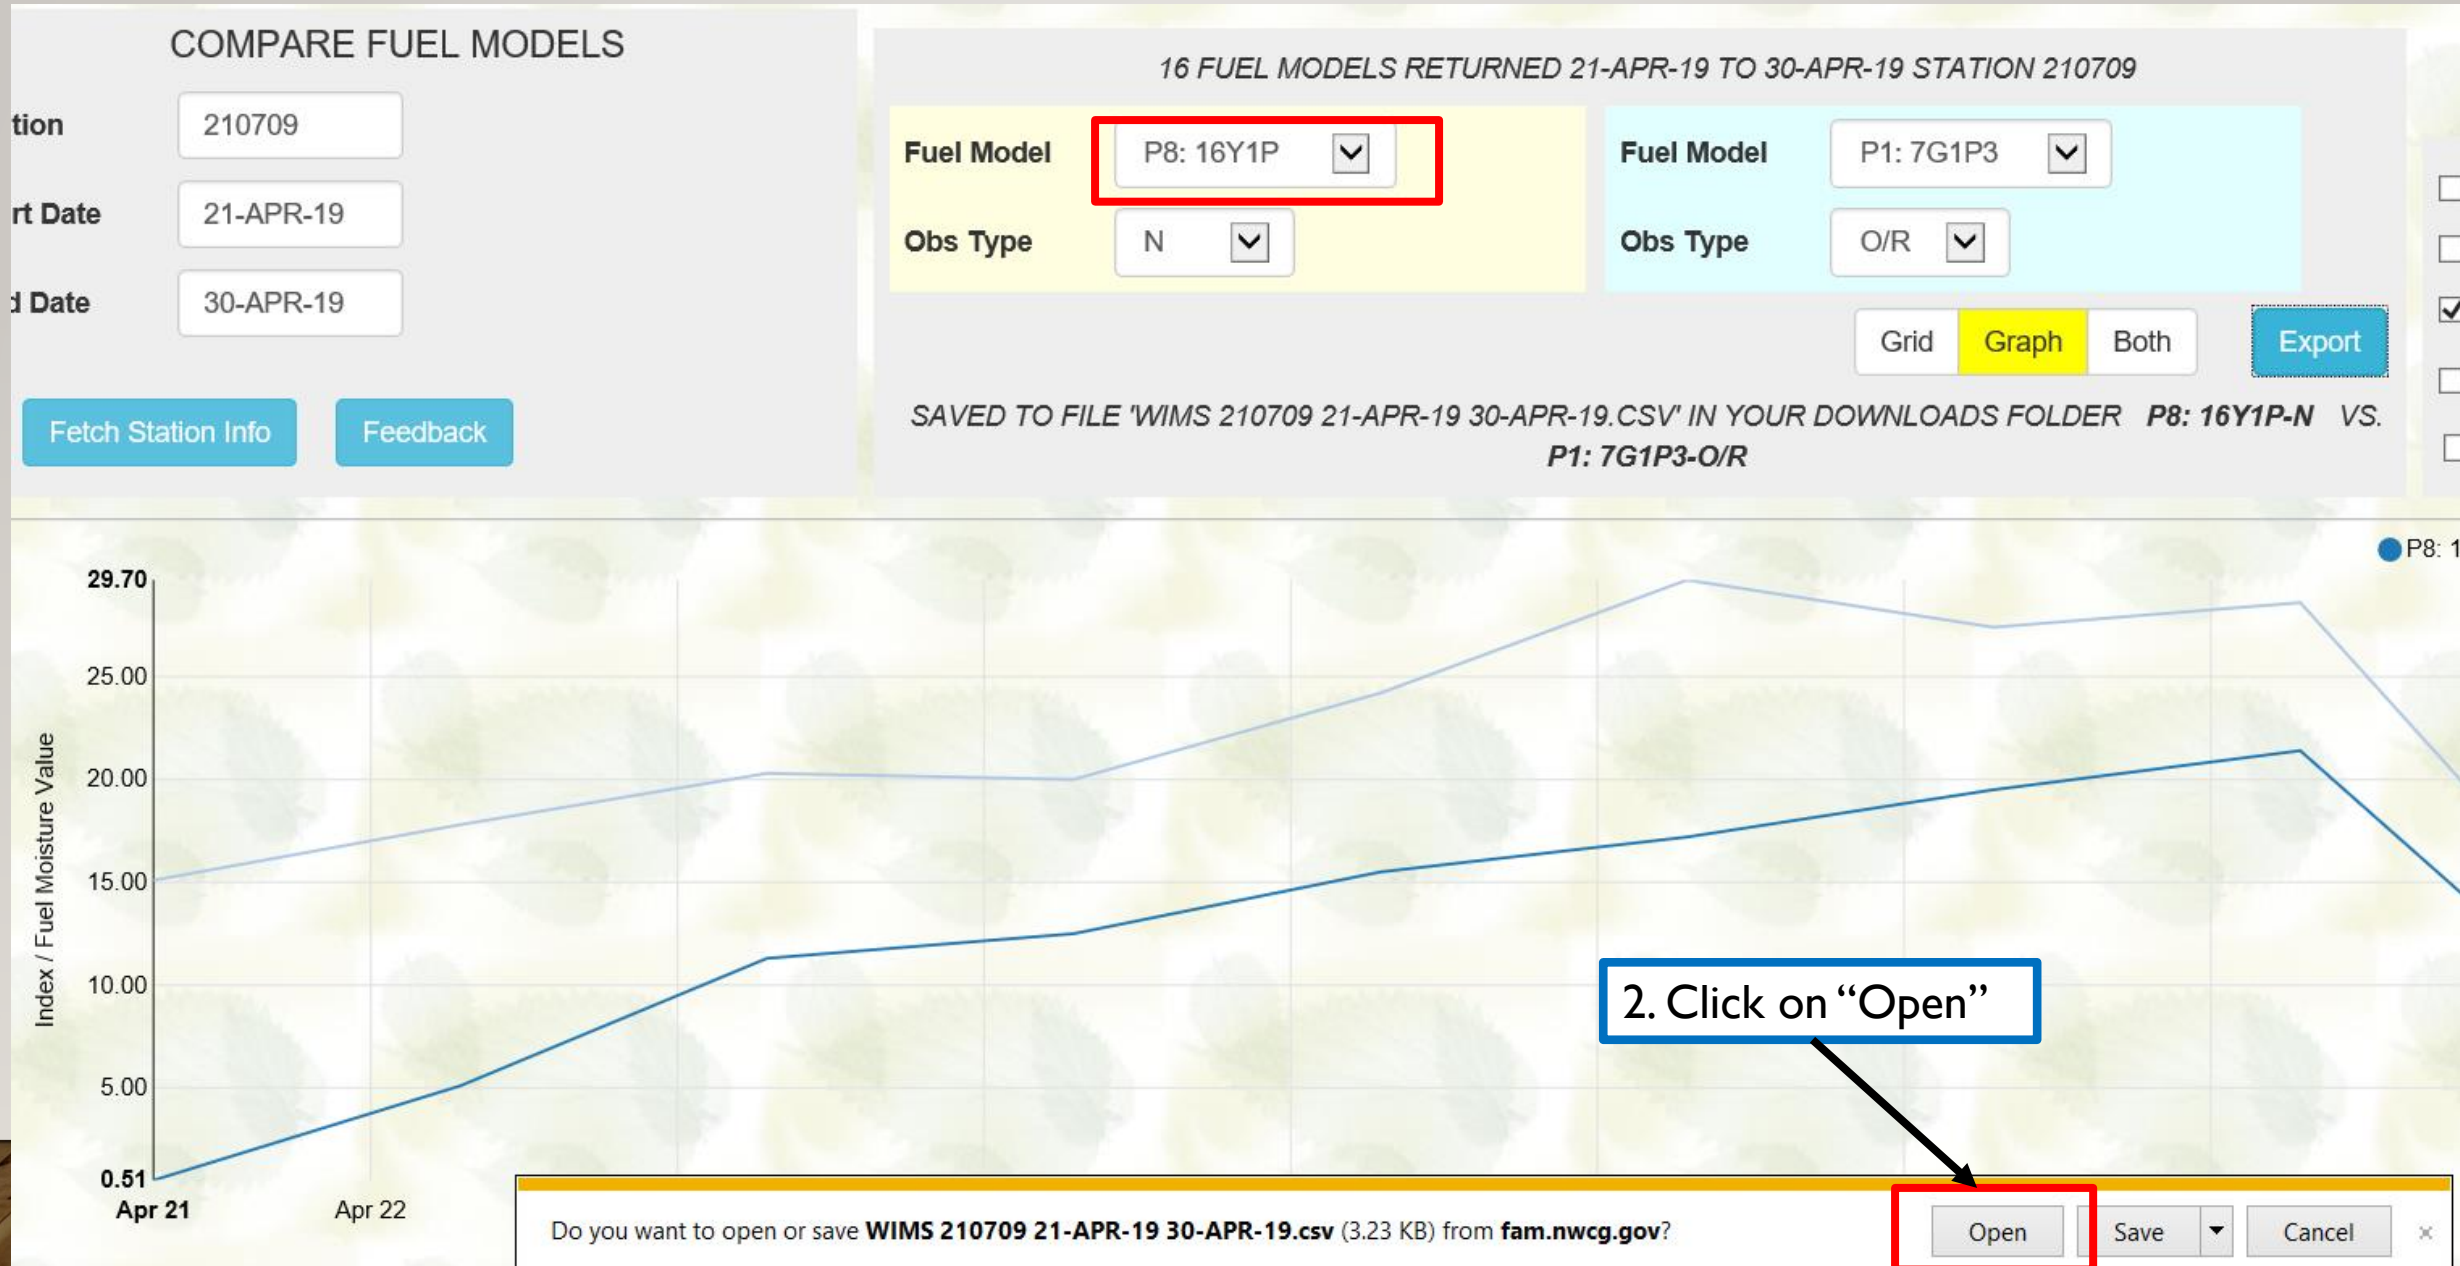 COMPARE FUEL MODELS
tion 210709
rt Date 21-APR-19
d Date 30-APR-19
Fetch Station Info Feedback
16 FUEL MODELS RETURNED 21-APR-19 TO 30-APR-19 STATION 210709
Fuel Model P8: 16Y1P
Obs Type N
Fuel Model P1: 7G1P3
Obs Type O/R
Grid Graph Both Export
SAVED TO FILE 'WIMS 210709 21-APR-19 30-APR-19.CSV' IN YOUR DOWNLOADS FOLDER P8: 16Y1P-N VS.
P1: 7G1P3-O/R
P8: 1
Index / Fuel Moisture Value
29.70
25.00
20.00
15.00
10.00
5.00
0.51
Apr 21 Apr 22
2. Click on “Open”
Do you want to open or save WIMS 210709 21-APR-19 30-APR-19.csv (3.23 KB) from fam.nwcg.gov?
Open Save Cancel ×